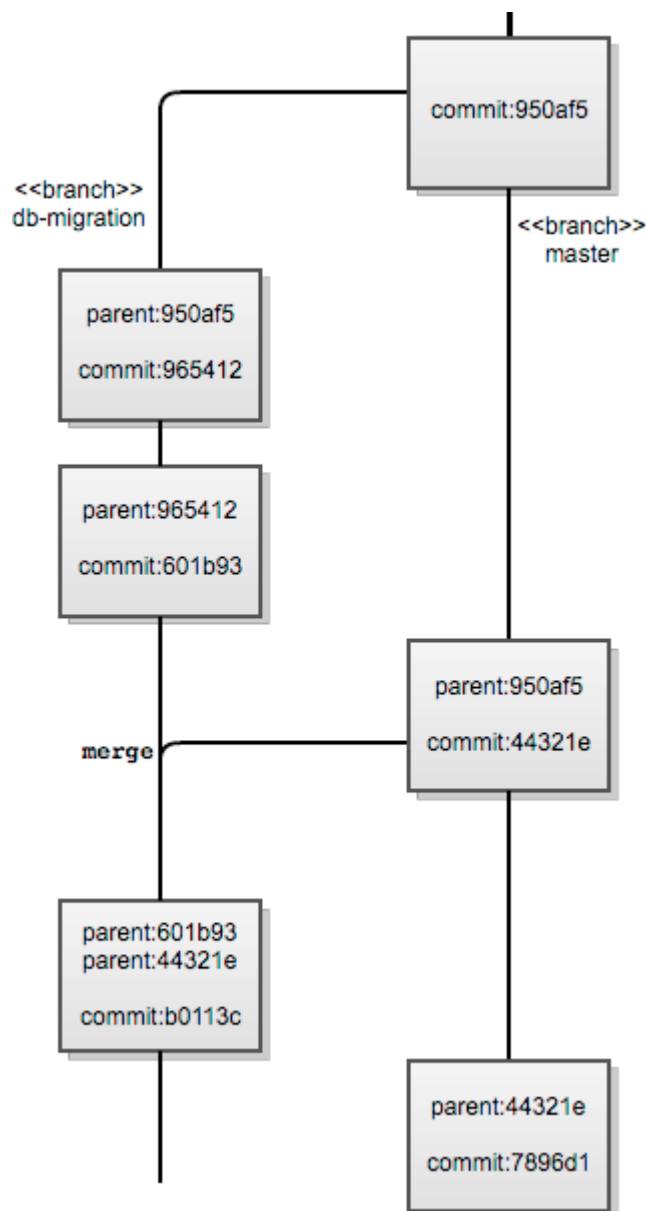 commit:950af5
<<branch>>
db-migration
<<branch>>
master
parent:950af5
commit:965412
parent:965412
commit:601b93
parent:950af5
commit:44321e
merge
parent:601b93
parent:44321e
commit:b0113c
parent:44321e
commit:7896d1